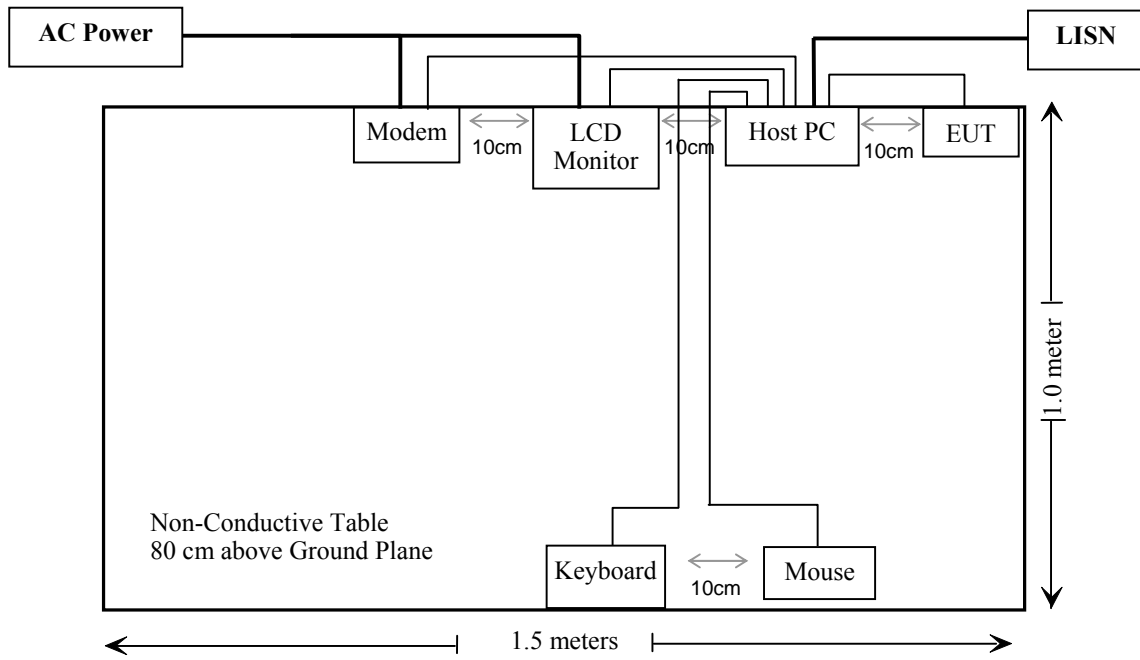 AC Power
LISN
Modem
10cm
LCD
Monitor
10cm
Host PC
10cm
EUT
1.0 meter
Non-Conductive Table
80 cm above Ground Plane
Keyboard
10cm
Mouse
1.5 meters